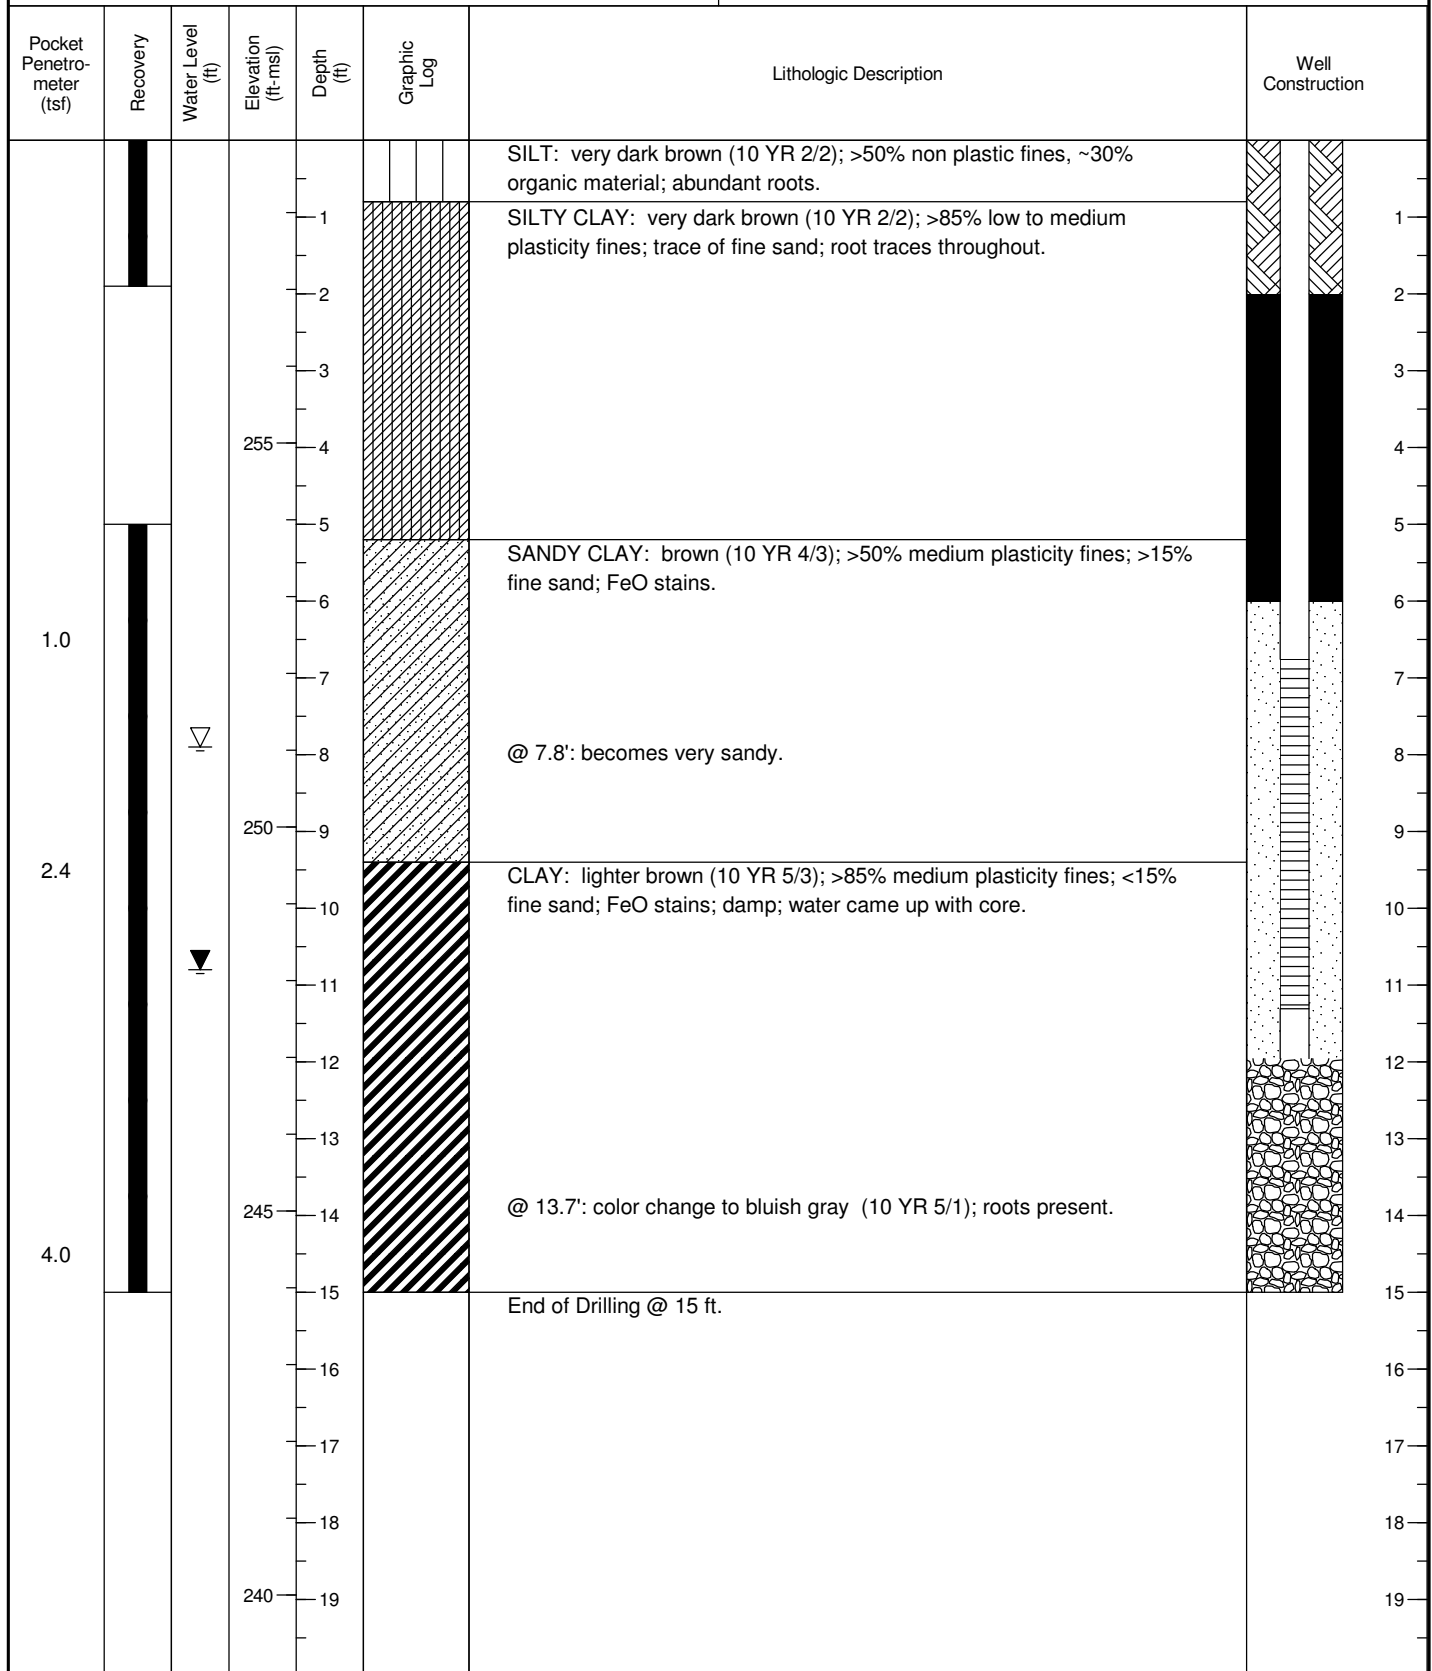 Pocket
Penetro-
meter
(tsf)
Recovery
Water Level
(ft)
Elevation
(ft-msl)
Depth
(ft)
Graphic
Log
Lithologic Description
Well
Construction
SILT: very dark brown (10 YR 2/2); >50% non plastic fines, ~30%
organic material; abundant roots.
SILTY CLAY: very dark brown (10 YR 2/2); >85% low to medium
1 1
plasticity fines; trace of fine sand; root traces throughout.
2 2
3 3
255 4 4
5 5
SANDY CLAY: brown (10 YR 4/3); >50% medium plasticity fines; >15%
fine sand; FeO stains.
6 6
1.0
7 7
8 @ 7.8': becomes very sandy. 8
250 9 9
2.4 CLAY: lighter brown (10 YR 5/3); >85% medium plasticity fines; <15%
10 fine sand; FeO stains; damp; water came up with core. 10
11 11
12 12
13 13
245 14 @ 13.7': color change to bluish gray (10 YR 5/1); roots present. 14
4.0
15 15
End of Drilling @ 15 ft.
16 16
17 17
18 18
240 19 19